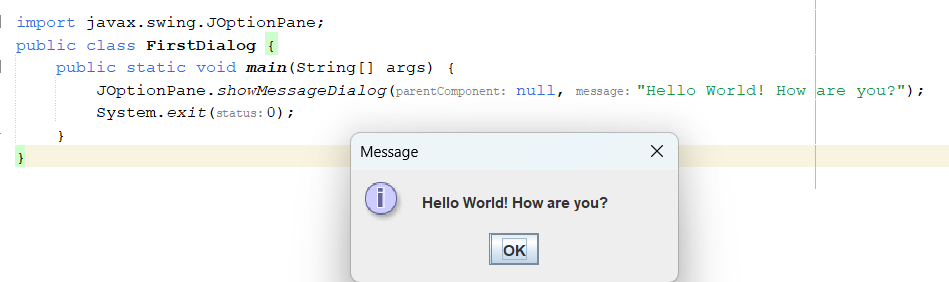 import javax.swing.JOptionPane;
public class FirstDialog {
public static void main(String[] args) {
JOptionPane.showMessageDialog(parentComponent: null, message: "Hello World! How are you?");
System.exit(status:0);
}
}
Message
i
Hello World! How are you?
OK